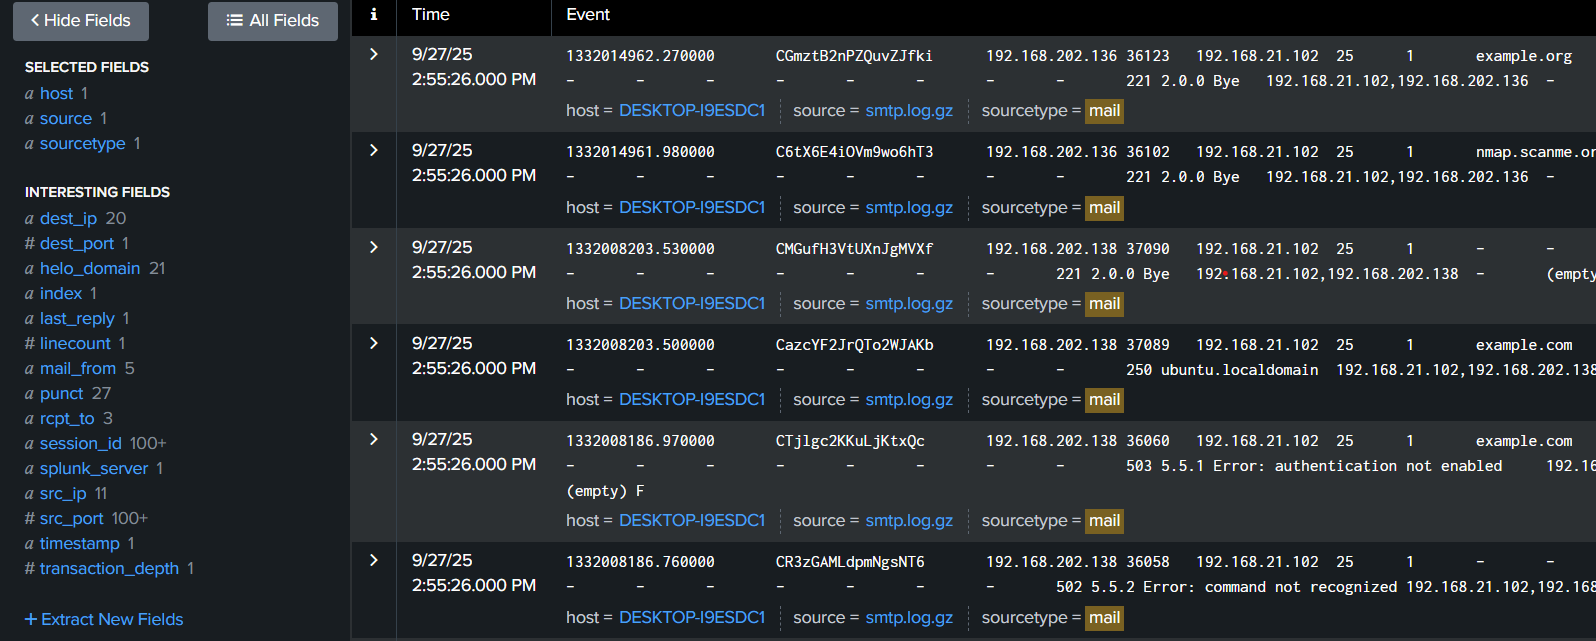 Hide Fields
All Fields
SELECTED FIELDS
a host 1
a source 1
a sourcetype 1
INTERESTING FIELDS
a dest_ip 20
# dest_port 1
a helo_domain 21
a index 1
a last_reply 1
# linecount 1
a mail_from 5
a punct 27
a rcpt_to 3
a session_id 100+
a splunk_server 1
a src_ip 11
# src_port 100+
a timestamp 1
# transaction_depth 1
+ Extract New Fields
i Time Event
9/27/25
2:55:26.000 PM
1332014962.270000 CGmztB2nPZQuvZJfki 192.168.202.136 36123 192.168.21.102 25 1 example.org
- - - - - - - - 221 2.0.0 Bye 192.168.21.102,192.168.202.136 -
host = DESKTOP-I9ESDC1 source = smtp.log.gz sourcetype = mail
9/27/25
2:55:26.000 PM
1332014961.980000 C6tX6E4iOVm9wo6hT3 192.168.202.136 36102 192.168.21.102 25 1 nmap.scanme.or
- - - - - - - - 221 2.0.0 Bye 192.168.21.102,192.168.202.136 -
host = DESKTOP-I9ESDC1 source = smtp.log.gz sourcetype = mail
9/27/25
2:55:26.000 PM
1332008203.530000 CMGufH3VtUXnJgMVXf 192.168.202.138 37090 192.168.21.102 25 1 - -
- - - - - - - 221 2.0.0 Bye 192.168.21.102,192.168.202.138 - (empty
host = DESKTOP-I9ESDC1 source = smtp.log.gz sourcetype = mail
9/27/25
2:55:26.000 PM
1332008203.500000 CazcYF2JrQTo2WJAKb 192.168.202.138 37089 192.168.21.102 25 1 example.com
- - - - - - - - 250 ubuntu.localdomain 192.168.21.102,192.168.202.138
host = DESKTOP-I9ESDC1 source = smtp.log.gz sourcetype = mail
9/27/25
2:55:26.000 PM
1332008186.970000 CTjlgc2KKuLjKtxQc 192.168.202.138 36060 192.168.21.102 25 1 example.com
- - - - - - - - 503 5.5.1 Error: authentication not enabled 192.16
(empty) F
host = DESKTOP-I9ESDC1 source = smtp.log.gz sourcetype = mail
9/27/25
2:55:26.000 PM
1332008186.760000 CR3zGAMLdpmNgsNT6 192.168.202.138 36058 192.168.21.102 25 1 - -
- - - - - - - 502 5.5.2 Error: command not recognized 192.168.21.102,192.168
host = DESKTOP-I9ESDC1 source = smtp.log.gz sourcetype = mail